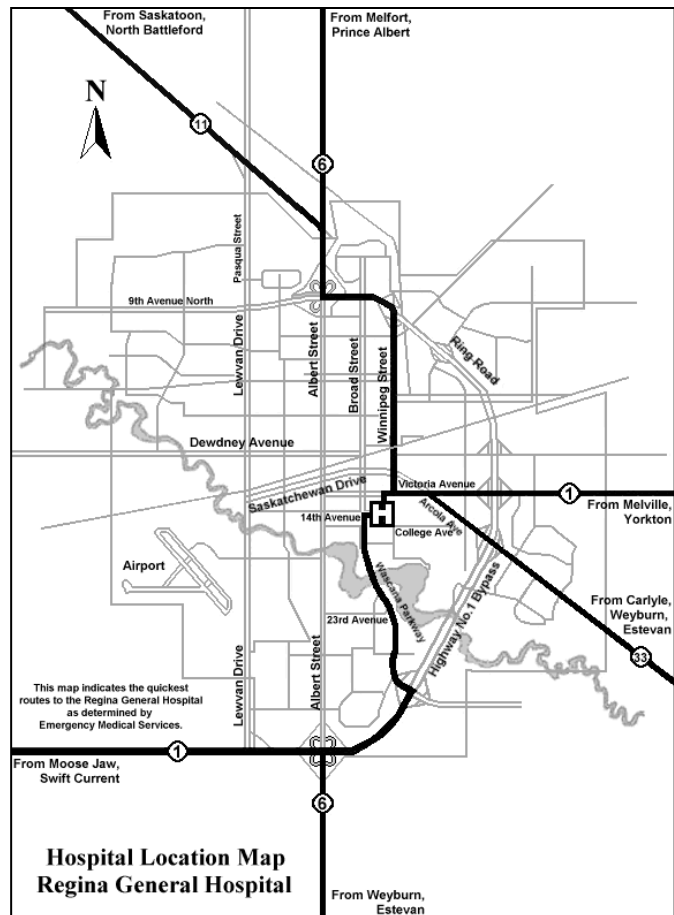 From Saskatoon,
North Battleford
From Melfort,
Prince Albert
N
11
6
Pasqua Street
9th Avenue North
Lewvan Drive
Albert Street
Broad Street
Winnipeg Street
Ring Road
Dewdney Avenue
Saskatchewan Drive
Victoria Avenue
1
14th Avenue
H
Arcola Ave
College Ave
From Melville,
Yorkton
Airport
Wascana Parkway
23rd Avenue
Highway No.1 Bypass
From Carlyle,
Weyburn,
Estevan
33
Lewvan Drive
Albert Street
This map indicates the quickest
routes to the Regina General Hospital
as determined by
Emergency Medical Services.
1
From Moose Jaw,
Swift Current
6
Hospital Location Map
Regina General Hospital
From Weyburn,
Estevan